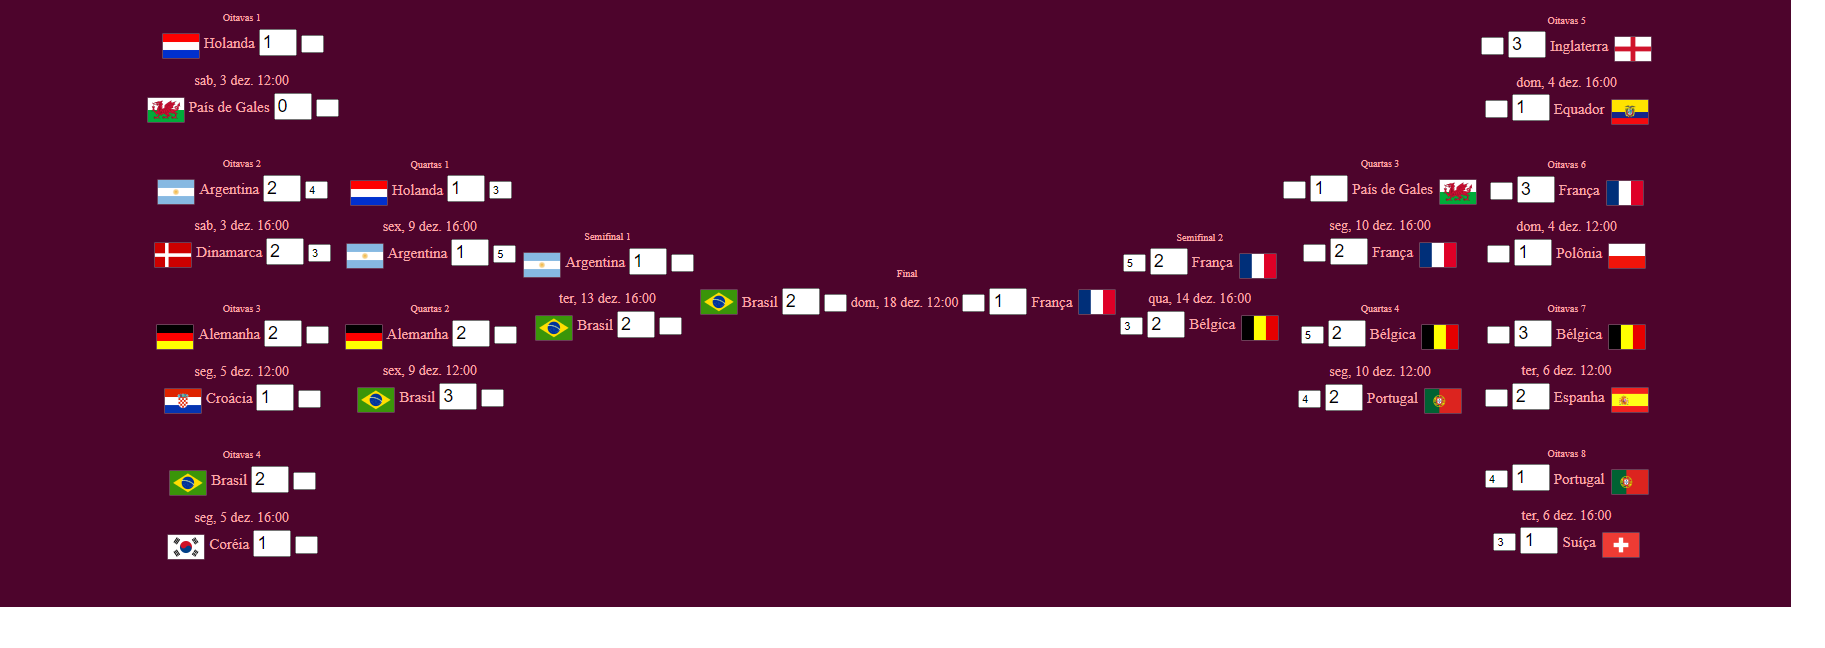 Oitavas 1
Holanda 1
sab, 3 dez. 12:00
País de Gales 0
Oitavas 2
Argentina 2 4
sab, 3 dez. 16:00
Dinamarca 2 3
Oitavas 3
Alemanha 2
seg, 5 dez. 12:00
Croácia 1
Oitavas 4
Brasil 2
seg, 5 dez. 16:00
Coréia 1
Quartas 1
Holanda 1 3
sex, 9 dez. 16:00
Argentina 1 5
Quartas 2
Alemanha 2
sex, 9 dez. 12:00
Brasil 3
Semifinal 1
Argentina 1
ter, 13 dez. 16:00
Brasil 2
Final
Brasil 2 dom, 18 dez. 12:00 1 França
Semifinal 2
5 2 França
qua, 14 dez. 16:00
3 2 Bélgica
Quartas 3
1 País de Gales
seg, 10 dez. 16:00
2 França
Quartas 4
5 2 Bélgica
seg, 10 dez. 12:00
4 2 Portugal
Oitavas 5
3 Inglaterra
dom, 4 dez. 16:00
1 Equador
Oitavas 6
3 França
dom, 4 dez. 12:00
1 Polônia
Oitavas 7
3 Bélgica
ter, 6 dez. 12:00
2 Espanha
Oitavas 8
4 1 Portugal
ter, 6 dez. 16:00
3 1 Suíça